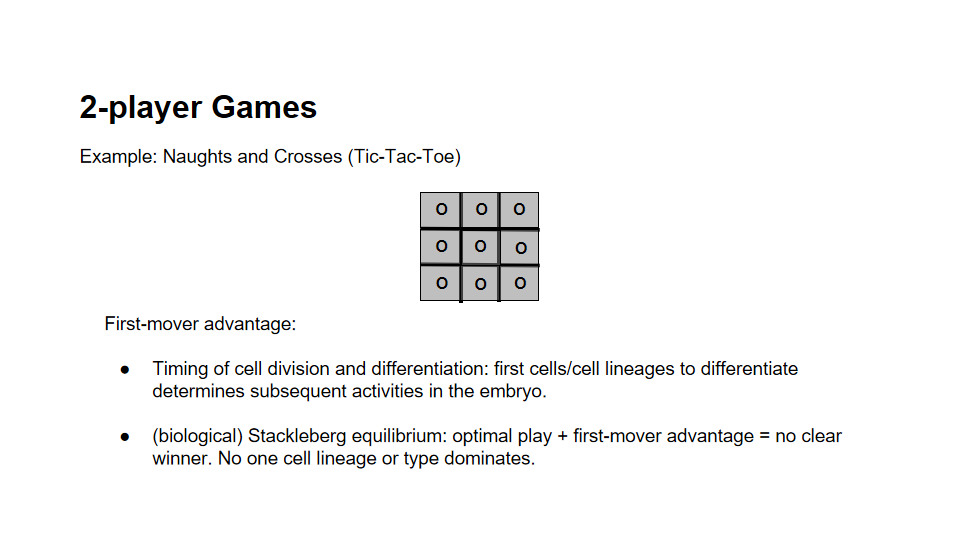 2-player Games
Example: Naughts and Crosses (Tic-Tac-Toe)
O O O
O O O
O O O
First-mover advantage:
● Timing of cell division and differentiation: first cells/cell lineages to differentiate
determines subsequent activities in the embryo.
● (biological) Stackleberg equilibrium: optimal play + first-mover advantage = no clear
winner. No one cell lineage or type dominates.